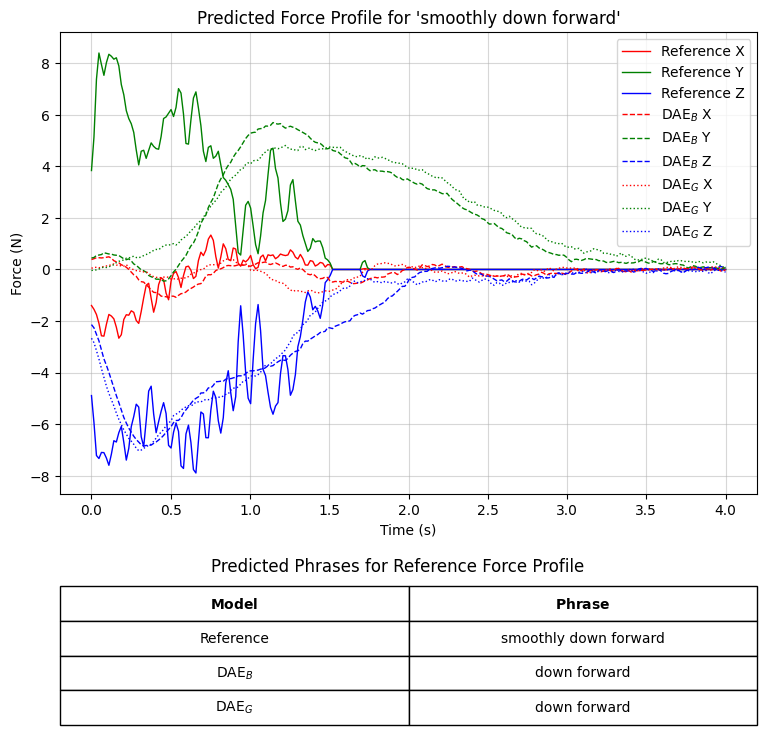 Predicted Force Profile for 'smoothly down forward'
Force (N)
8
6
4
2
0
−2
−4
−6
−8
Reference X
Reference Y
Reference Z
DAE_B X
DAE_B Y
DAE_B Z
DAE_G X
DAE_G Y
DAE_G Z
0.0 0.5 1.0 1.5 2.0 2.5 3.0 3.5 4.0
Time (s)
Predicted Phrases for Reference Force Profile
Model Phrase
Reference smoothly down forward
DAE_B down forward
DAE_G down forward